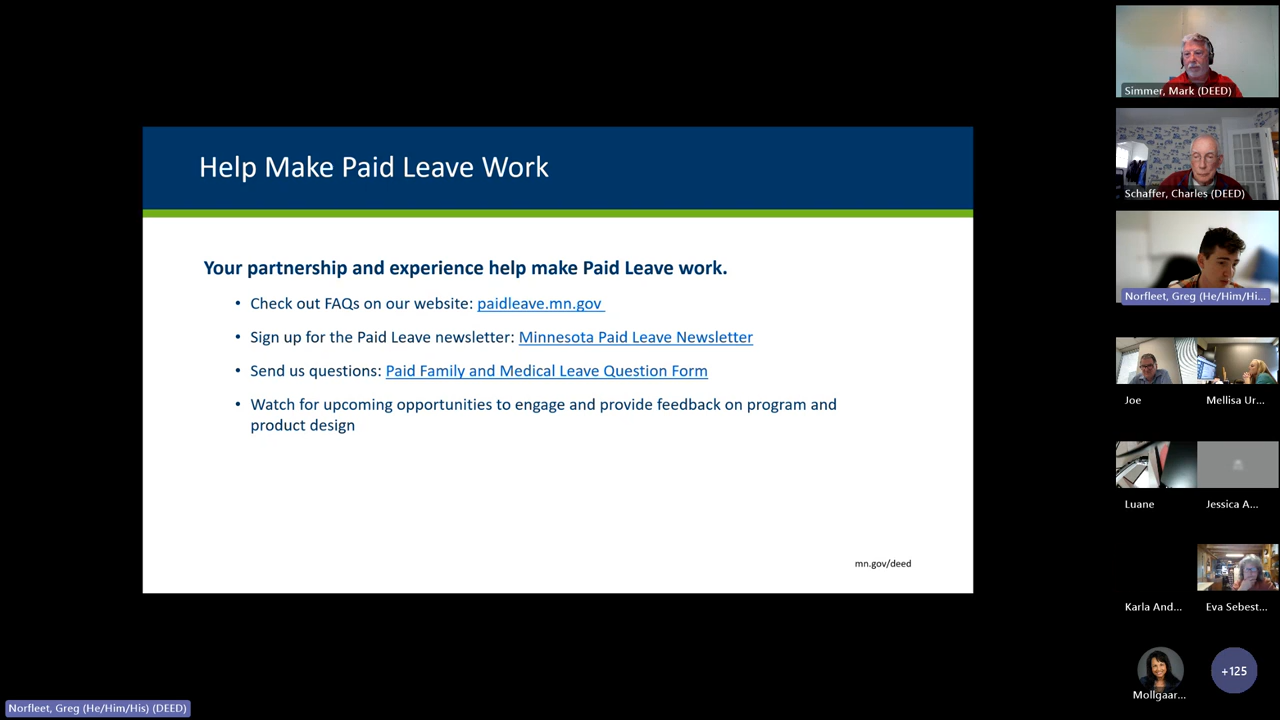 Help Make Paid Leave Work
Your partnership and experience help make Paid Leave work.
• Check out FAQs on our website: paidleave.mn.gov
• Sign up for the Paid Leave newsletter: Minnesota Paid Leave Newsletter
• Send us questions: Paid Family and Medical Leave Question Form
• Watch for upcoming opportunities to engage and provide feedback on program and
product design
mn.gov/deed
Simmer, Mark (DEED)
Schaffer, Charles (DEED)
Norfleet, Greg (He/Him/Hi...
Joe
Mellisa Ur...
Luane
Jessica A...
Karla And...
Eva Sebest...
Mollgaar...
+125
Norfleet, Greg (He/Him/His) (DEED)